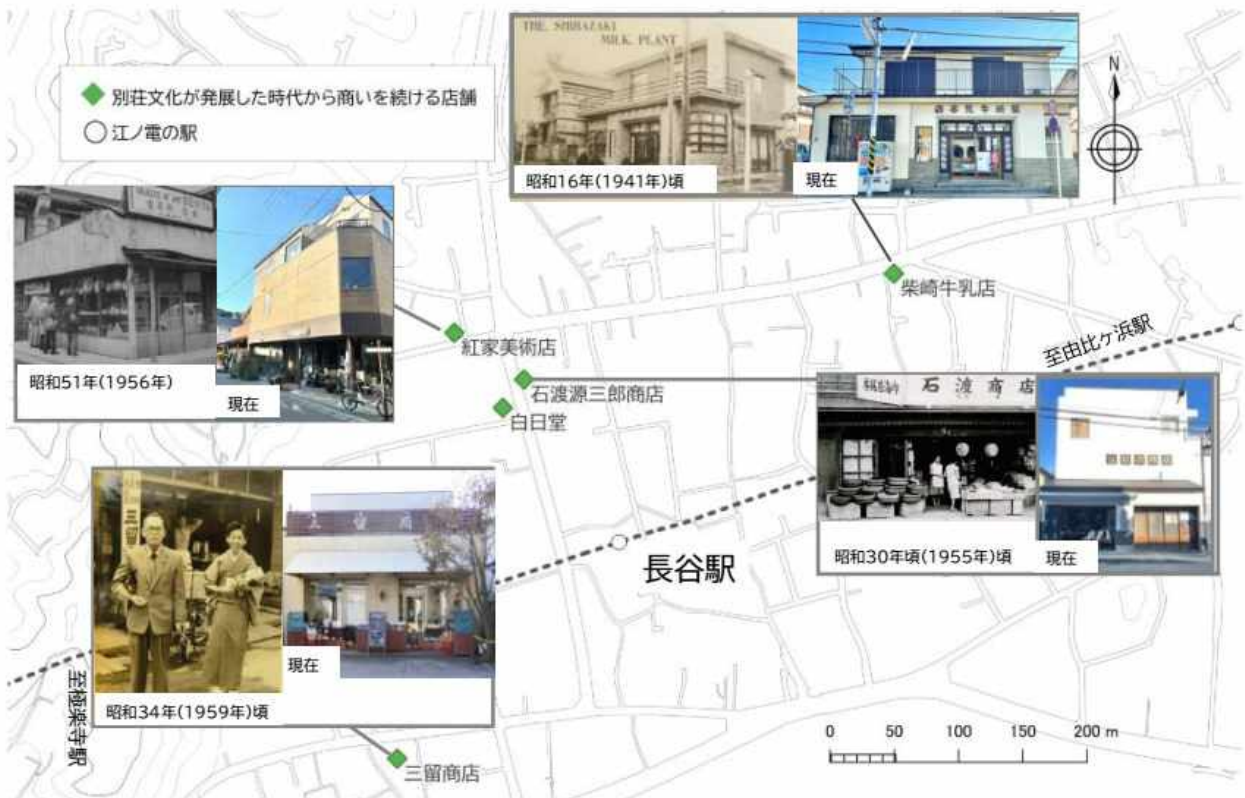 THE SHIBAZAKI
MILK PLANT
N
別荘文化が発展した時代から商いを続ける店舗
江ノ電の駅
昭和16年(1941年)頃
現在
昭和51年(1956年)
現在
柴崎牛乳店
紅家美術店
至由比ヶ浜駅
石渡源三郎商店
白日堂
石渡商店
昭和30年頃(1955年)頃
現在
長谷駅
現在
昭和34年(1959年)頃
至極楽寺駅
三留商店
0 50 100 150 200 m